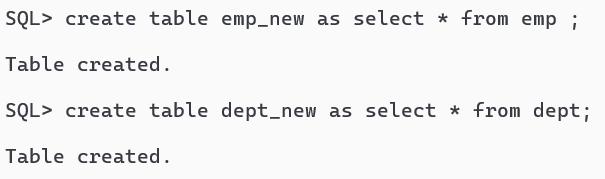 SQL> create table emp_new as select * from emp ;
Table created.
SQL> create table dept_new as select * from dept;
Table created.